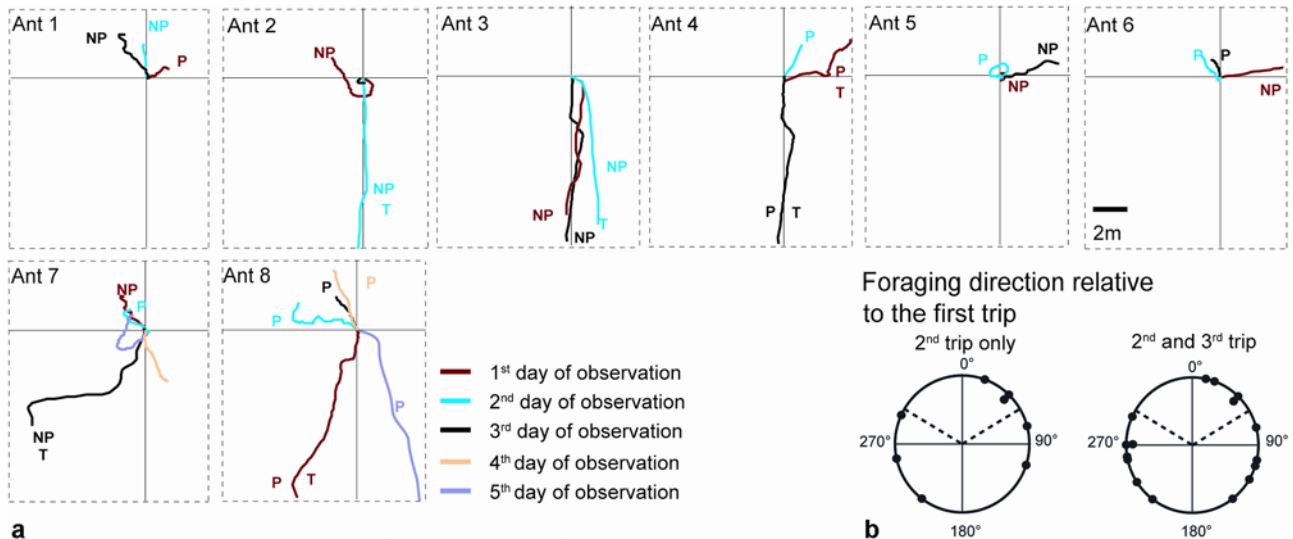 Ant 1
NP
NP
P
Ant 2
NP
NP
T
Ant 3
NP
NP
T
NP
Ant 4
P
P
T
P T
Ant 5
P
NP
NP
Ant 6
P
P
NP
2m
Ant 7
NP
P
NP
T
Ant 8
P
P
P
P T
P
1st day of observation
2nd day of observation
3rd day of observation
4th day of observation
5th day of observation
a
Foraging direction relative
to the first trip
2nd trip only
0°
270°
90°
180°
2nd and 3rd trip
0°
270°
90°
180°
b